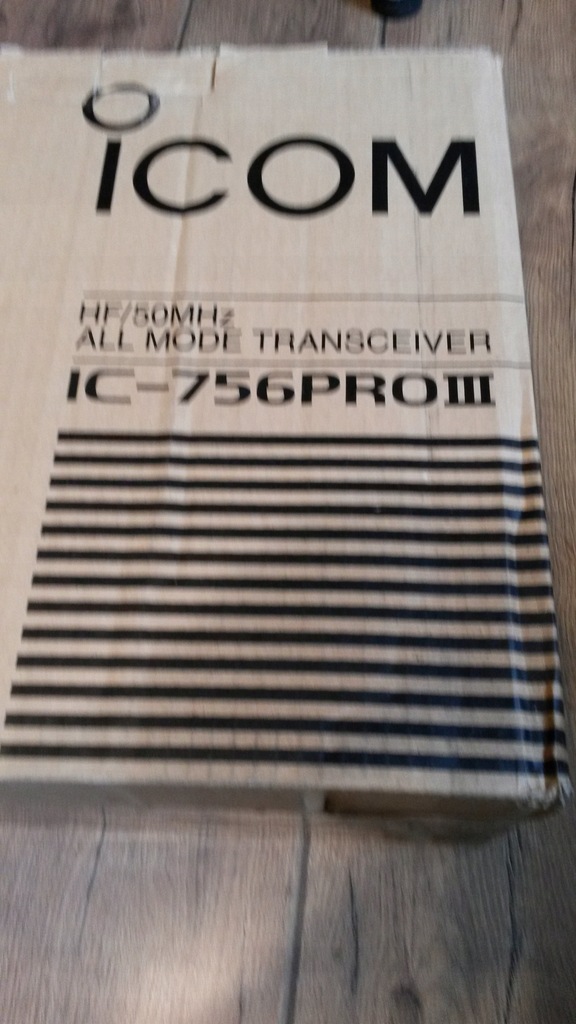 iCOM
HF/50MHz
ALL MODE TRANSCEIVER
IC-756PROIII